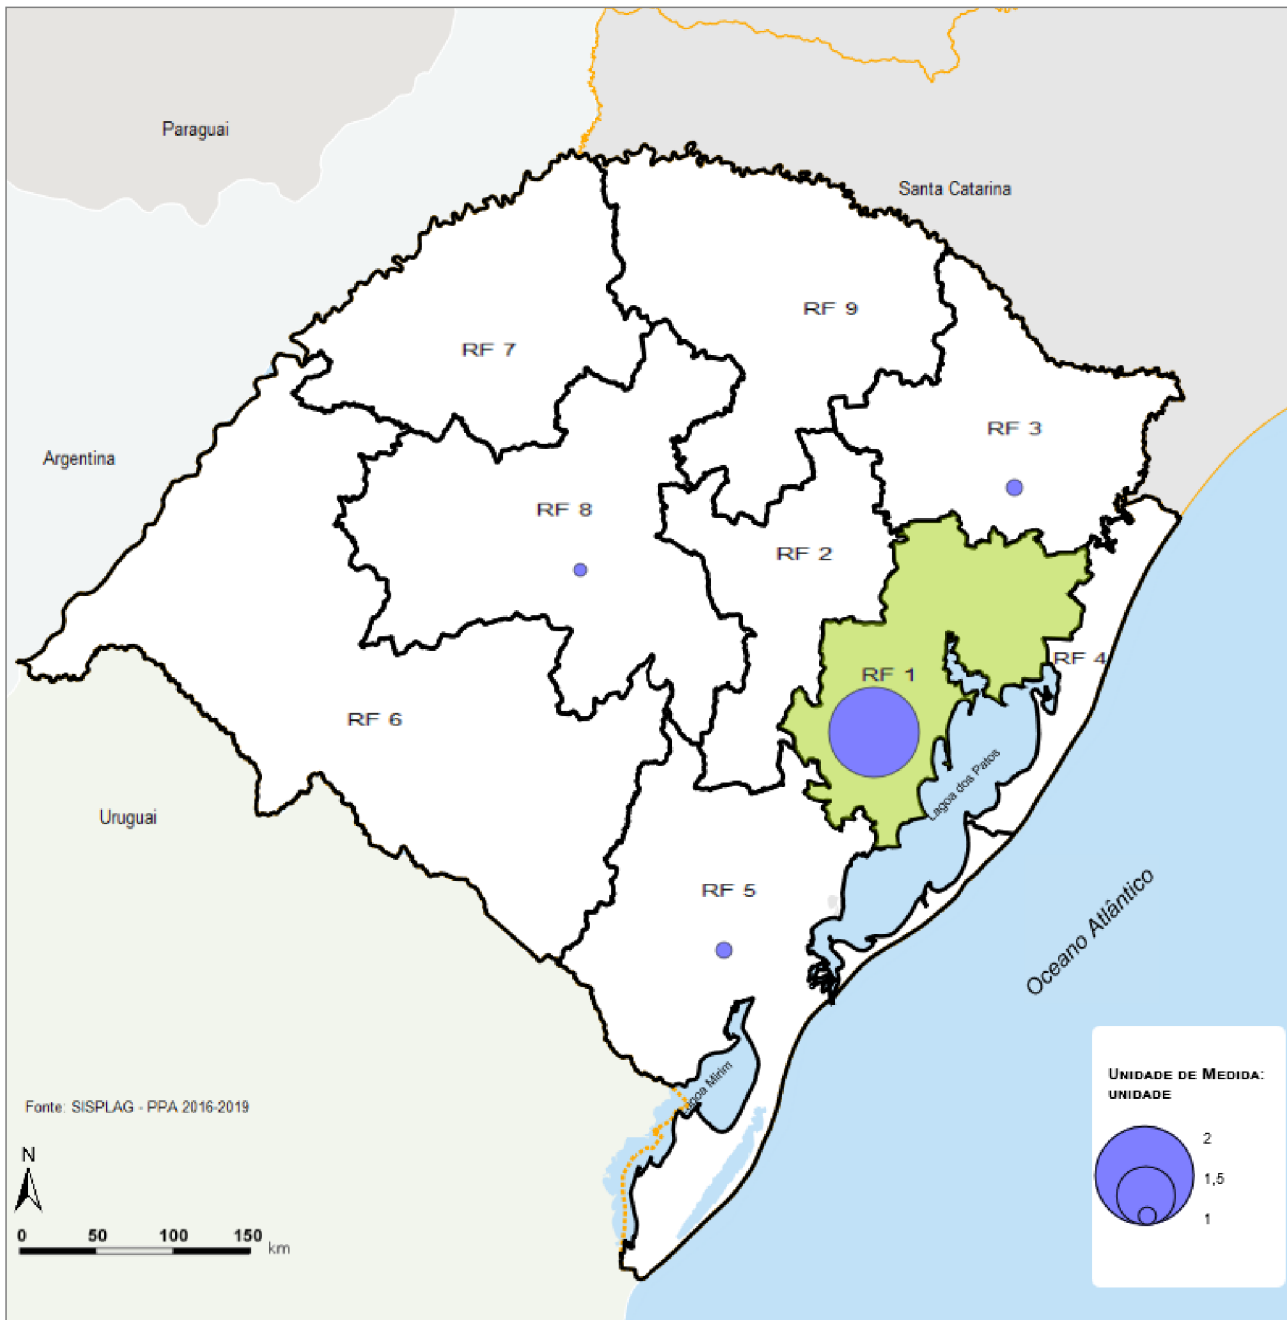 Paraguai
Santa Catarina
RF 9
RF 7
RF 3
Argentina
RF 8
RF 2
RF 4
RF 1
RF 6
Lagoa dos Patos
Uruguai
RF 5
Oceano Atlântico
Lagoa Mirim
UNIDADE DE MEDIDA:
UNIDADE
2
1,5
1
Fonte: SISPLAG - PPA 2016-2019
N
0 50 100 150
km